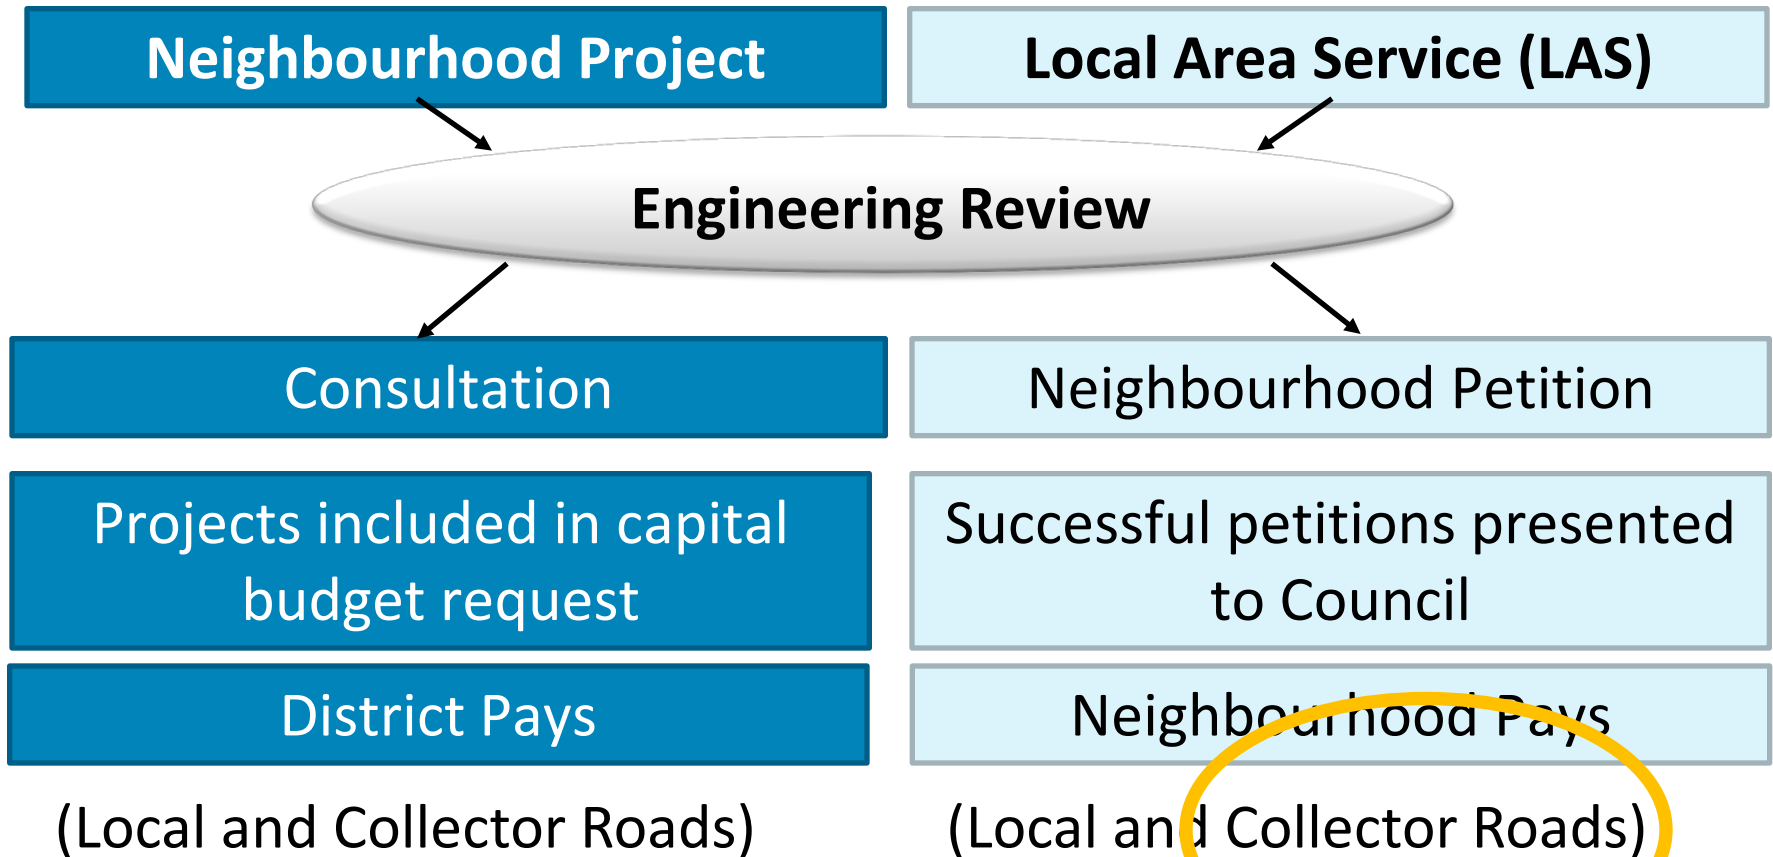 Neighbourhood Project
Local Area Service (LAS)
Engineering Review
Consultation
Neighbourhood Petition
Projects included in capital
budget request
Successful petitions presented
to Council
District Pays
Neighbourhood Pays
(Local and Collector Roads)
(Local and Collector Roads)